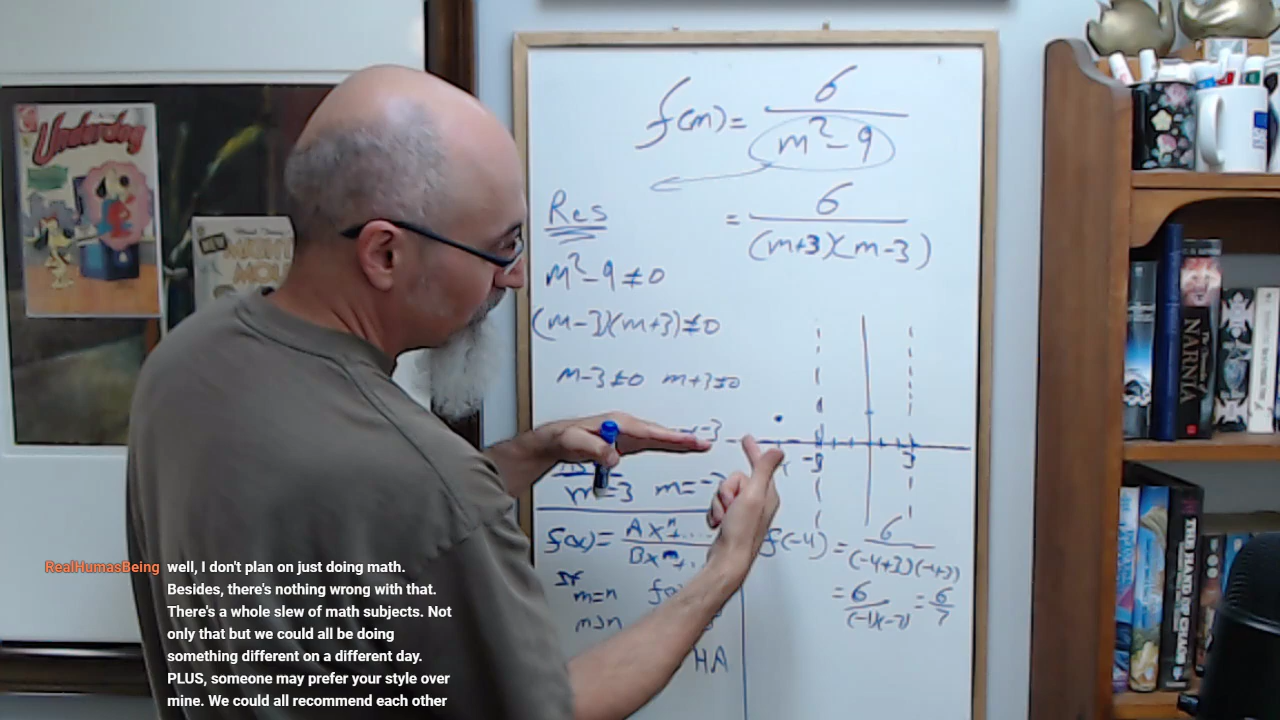 f(m) = 6 / (m² - 9)
= 6 / ((m+3)(m-3))
Res
m² - 9 ≠ 0
(m-3)(m+3) ≠ 0
m-3≠0 m+3≠0
-3
m=3 m=-3
-3 3
f(x) = Ax^n+.... / Bx
If
m=n
m>n
HA
f(-4) = 6 / ((-4+3)(-4-3))
= 6 / ((-1)(-7)) = 6/7
Underdog
NEW
NARNIA
RealHumasBeing well, I don't plan on just doing math.
Besides, there's nothing wrong with that.
There's a whole slew of math subjects. Not
only that but we could all be doing
something different on a different day.
PLUS, someone may prefer your style over
mine. We could all recommend each other